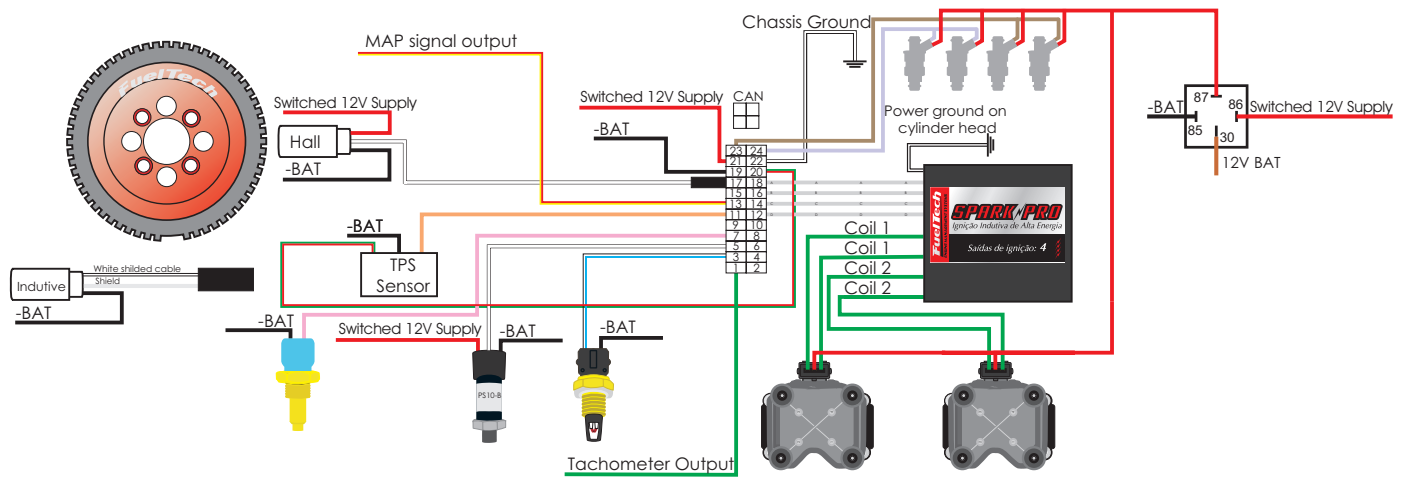 Chassis Ground
MAP signal output
FuelTech
Switched 12V Supply
Hall
-BAT
Switched 12V Supply
CAN
-BAT
Power ground on
cylinder head
87
86
85
30
-BAT
Switched 12V Supply
12V BAT
23 24
21 22
19 20
17 18
15 16
13 14
11 12
9 10
7 8
5 6
3 4
1 2
FuelTech
SPARK PRO
Ignição Indutiva de Alta Energia
Saídas de ignição: 4
-BAT
TPS
Sensor
Coil 1
Coil 1
Coil 2
Coil 2
White shilded cable
Shield
Indutive
-BAT
-BAT
Switched 12V Supply
-BAT
-BAT
PS10-B
Tachometer Output